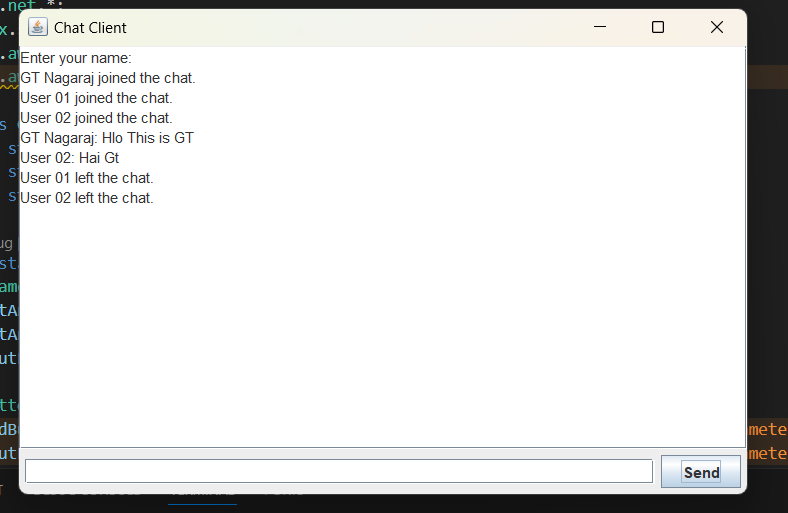 .net.*;
Chat Client
Enter your name:
GT Nagaraj joined the chat.
User 01 joined the chat.
User 02 joined the chat.
GT Nagaraj: Hlo This is GT
User 02: Hai Gt
User 01 left the chat.
User 02 left the chat.
Send